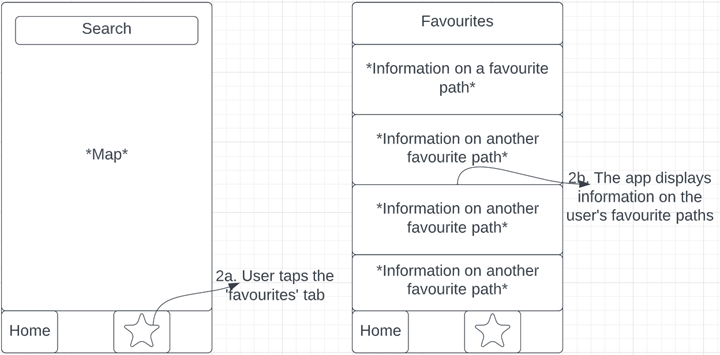 Search
*Map*
2a. User taps the
'favourites' tab
Home
Favourites
*Information on a favourite
path*
*Information on another
favourite path*
2b. The app displays
information on the
user's favourite paths
*Information on another
favourite path*
*Information on another
favourite path*
Home